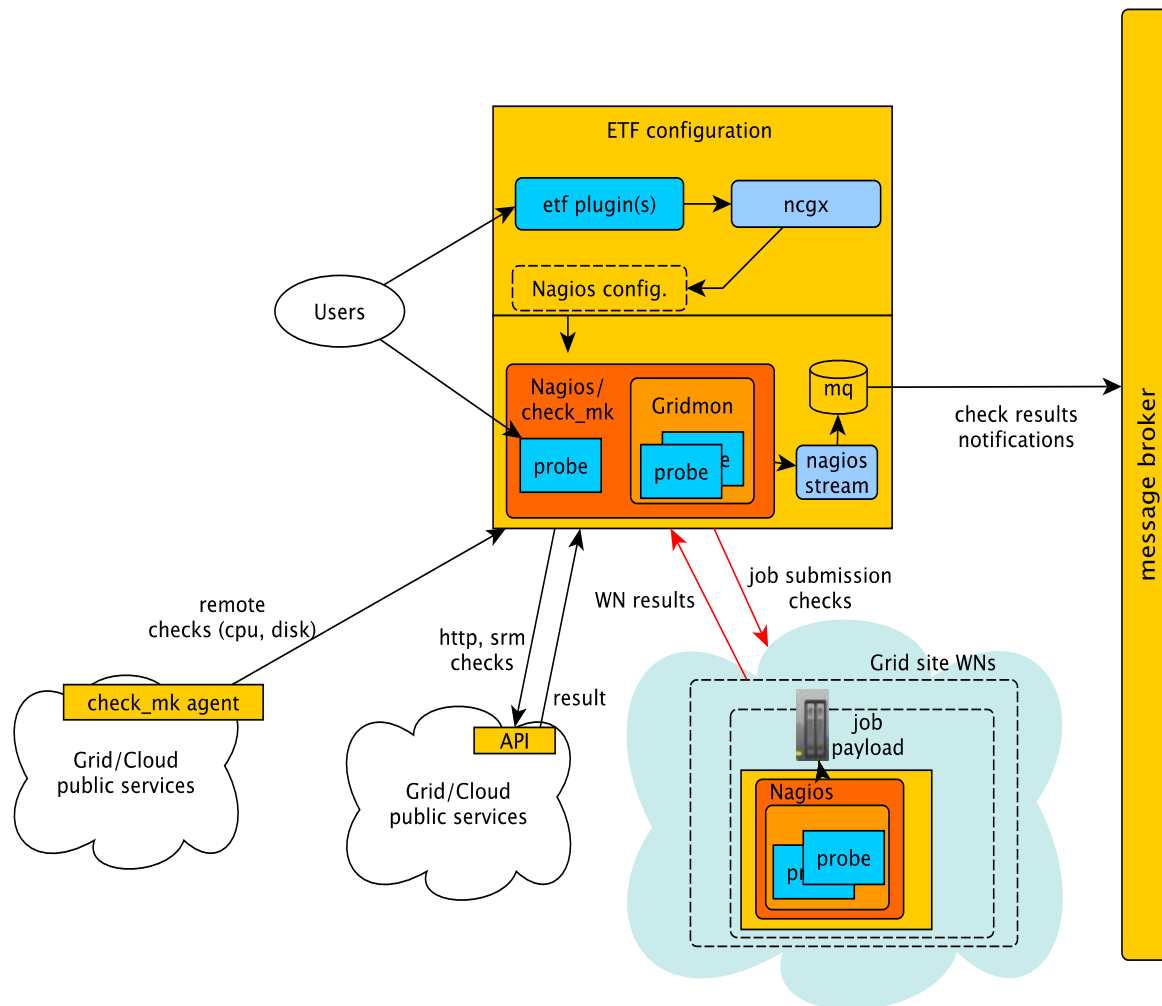 ETF configuration
etf plugin(s)
ncgx
Nagios config.
Users
Nagios/
check_mk
Gridmon
probe
probe
e
mq
nagios
stream
check results
notifications
message broker
remote
checks (cpu, disk)
http, srm
checks
result
WN results
job submission
checks
check_mk agent
Grid/Cloud
public services
API
Grid/Cloud
public services
Grid site WNs
job
payload
Nagios
probe
pr